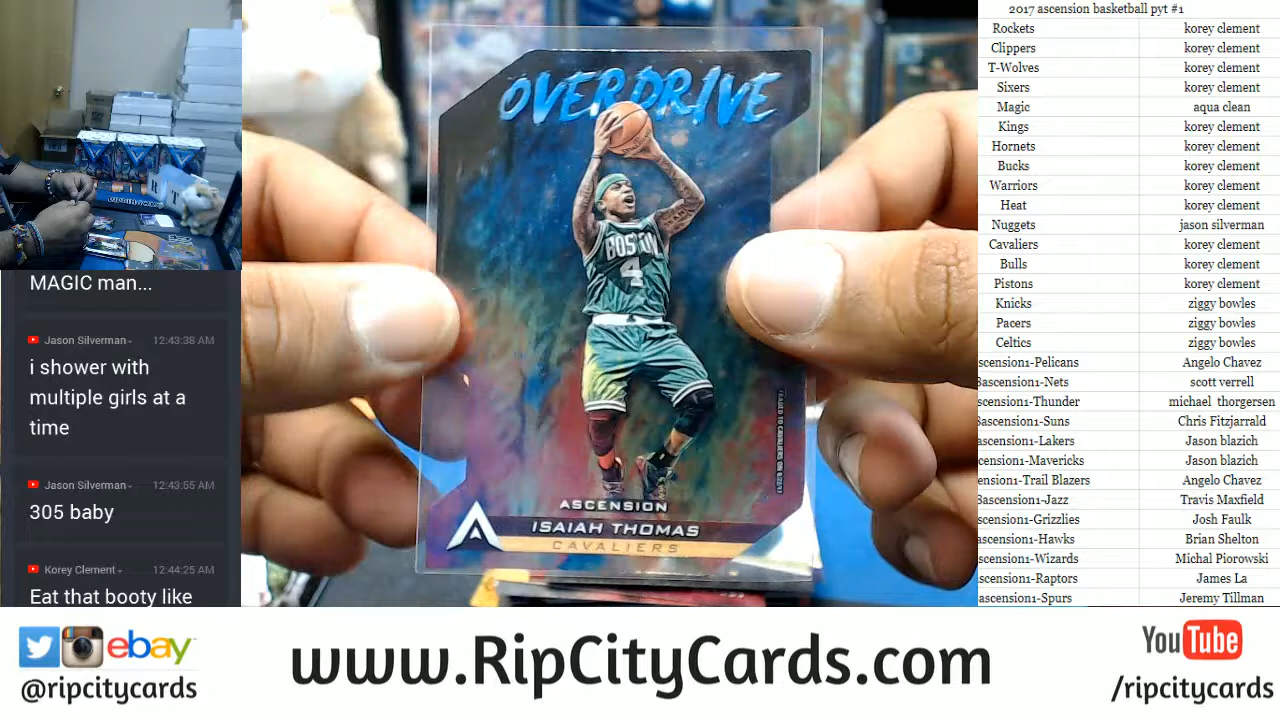 MAGIC man...
Jason Silverman
12:43:38 AM
i shower with
multiple girls at a
time
Jason Silverman
12:43:55 AM
305 baby
Korey Clement
12:44:25 AM
Eat that booty like
OVERDRIVE
BOSTON
4
TRADED TO CAVALIERS ON
ASCENSION
ISAIAH THOMAS
CAVALIERS
2017 ascension basketball pyt #1
Rockets korey clement
Clippers korey clement
T-Wolves korey clement
Sixers korey clement
Magic aqua clean
Kings korey clement
Hornets korey clement
Bucks korey clement
Warriors korey clement
Heat korey clement
Nuggets jason silverman
Cavaliers korey clement
Bulls korey clement
Pistons korey clement
Knicks ziggy bowles
Pacers ziggy bowles
Celtics ziggy bowles
ascension1-Pelicans Angelo Chavez
8ascension1-Nets scott verrell
scension1-Thunder michael thorgersen
8ascension1-Suns Chris Fitzjarrald
ascension1-Lakers Jason blazich
cension1-Mavericks Jason blazich
ension1-Trail Blazers Angelo Chavez
8ascension1-Jazz Travis Maxfield
scension1-Grizzlies Josh Faulk
ascension1-Hawks Brian Shelton
scension1-Wizards Michal Piorowski
scension1-Raptors James La
ascension1-Spurs Jeremy Tillman
ebay
@ripcitycards
www.RipCityCards.com
YouTube
/ripcitycards